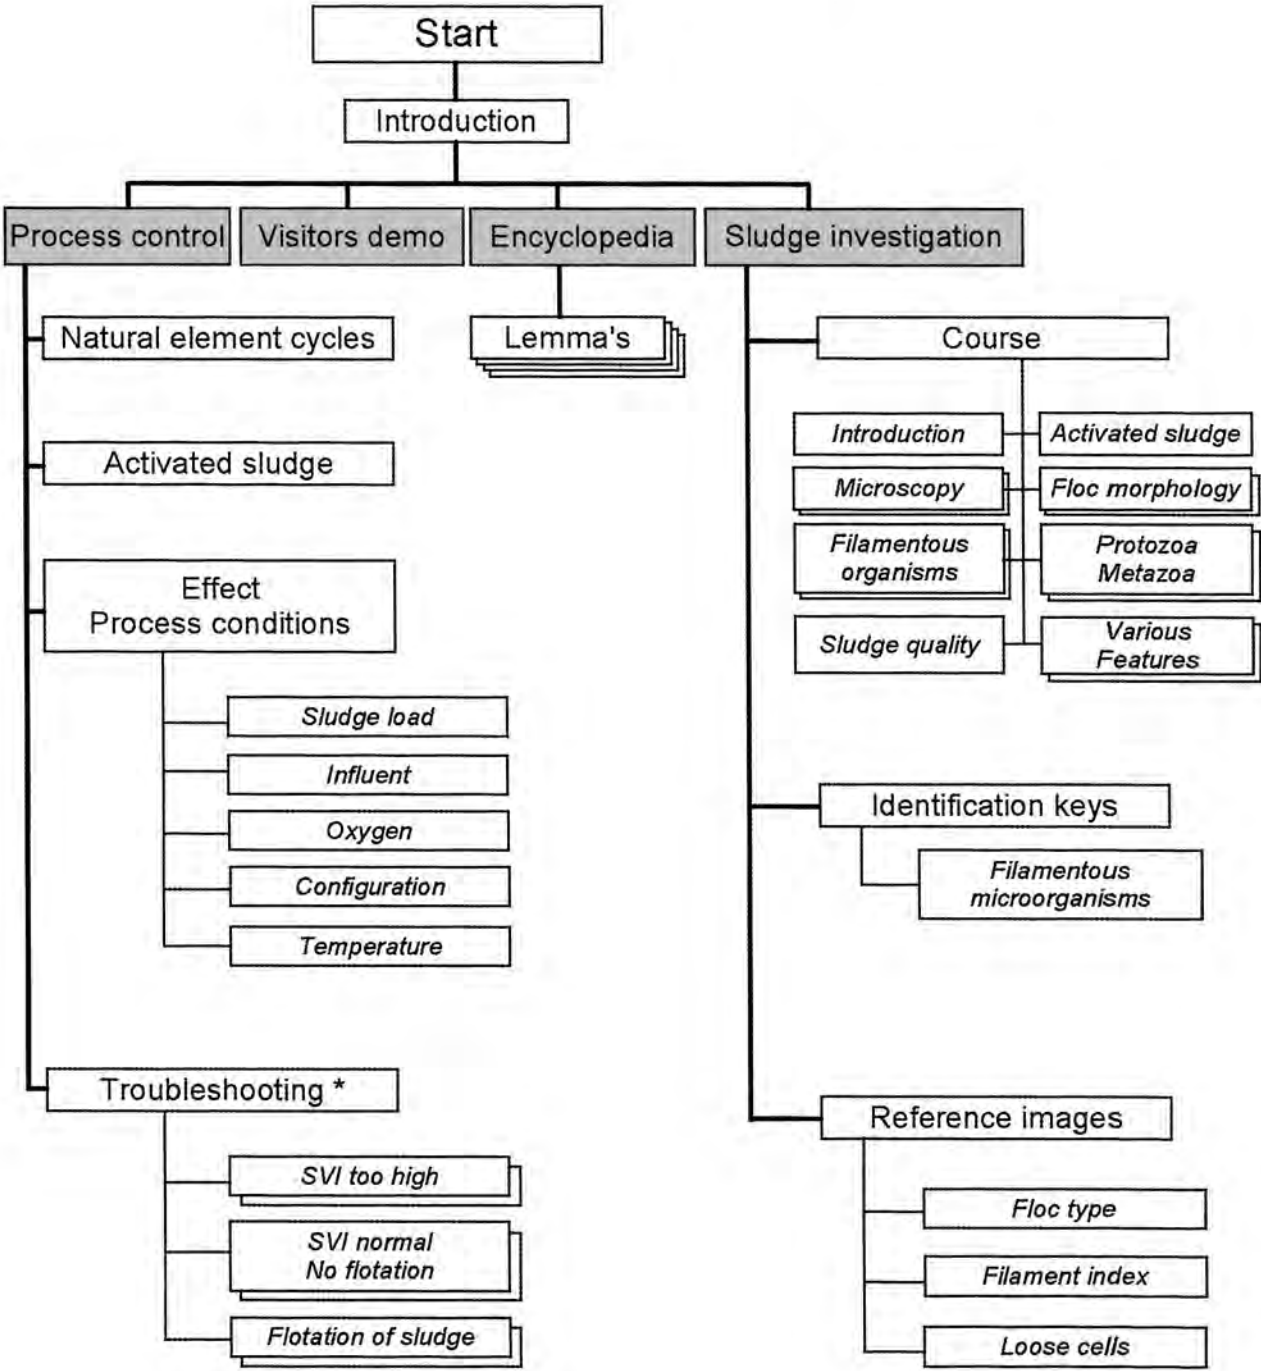 Start
Introduction
Process control
Visitors demo
Encyclopedia
Sludge investigation
Natural element cycles
Activated sludge
Effect
Process conditions
Sludge load
Influent
Oxygen
Configuration
Temperature
Troubleshooting *
SVI too high
SVI normal
No flotation
Flotation of sludge
Lemma's
Course
Introduction
Activated sludge
Microscopy
Floc morphology
Filamentous
organisms
Protozoa
Metazoa
Sludge quality
Various
Features
Identification keys
Filamentous
microorganisms
Reference images
Floc type
Filament index
Loose cells